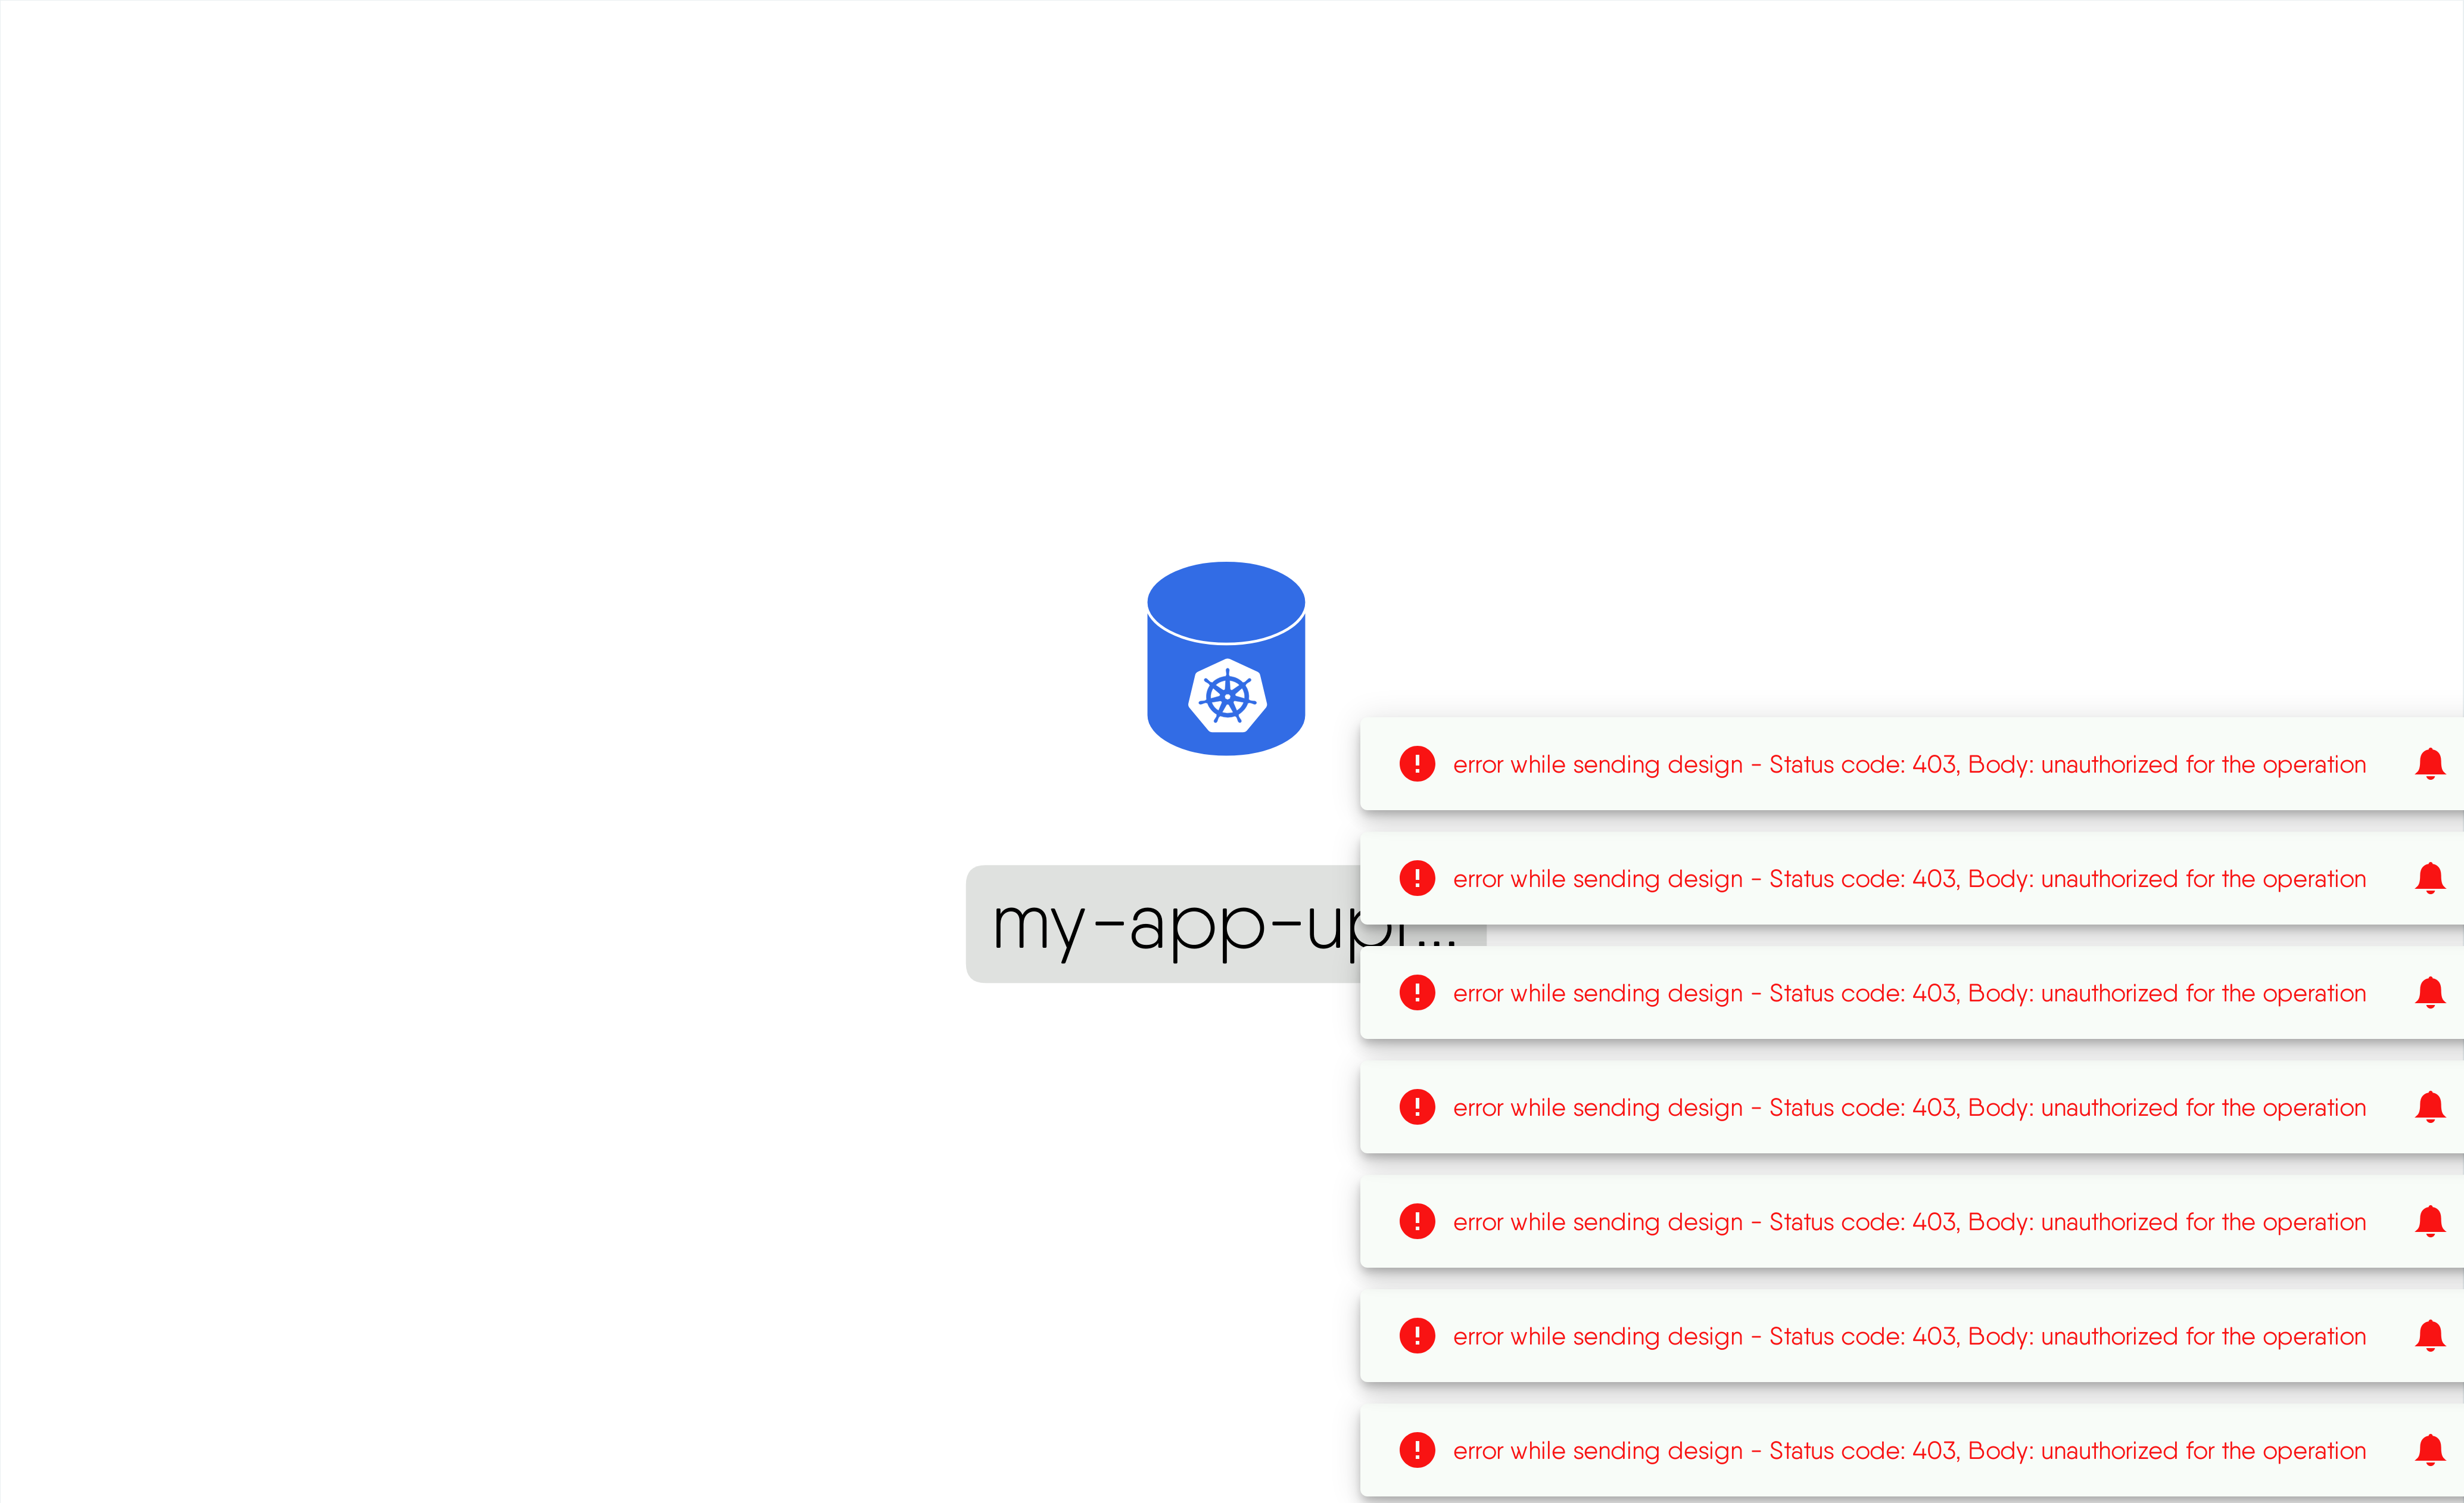 error while sending design - Status code: 403, Body: unauthorized for the operation
error while sending design - Status code: 403, Body: unauthorized for the operation
my-app-upr...
error while sending design - Status code: 403, Body: unauthorized for the operation
error while sending design - Status code: 403, Body: unauthorized for the operation
error while sending design - Status code: 403, Body: unauthorized for the operation
error while sending design - Status code: 403, Body: unauthorized for the operation
error while sending design - Status code: 403, Body: unauthorized for the operation